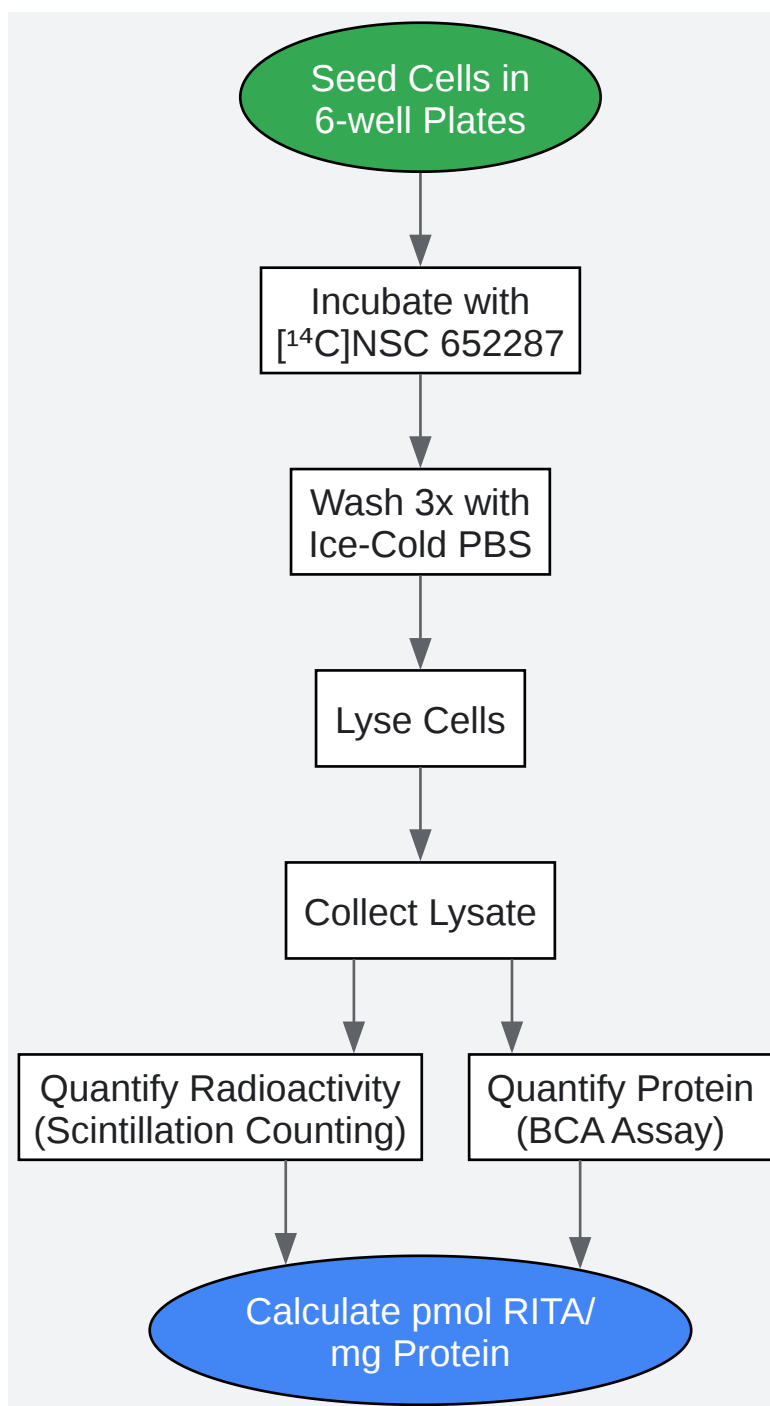 Seed Cells in
6-well Plates
Incubate with
[¹⁴C]NSC 652287
Wash 3x with
Ice-Cold PBS
Lyse Cells
Collect Lysate
Quantify Radioactivity
(Scintillation Counting)
Quantify Protein
(BCA Assay)
Calculate pmol RITA/
mg Protein